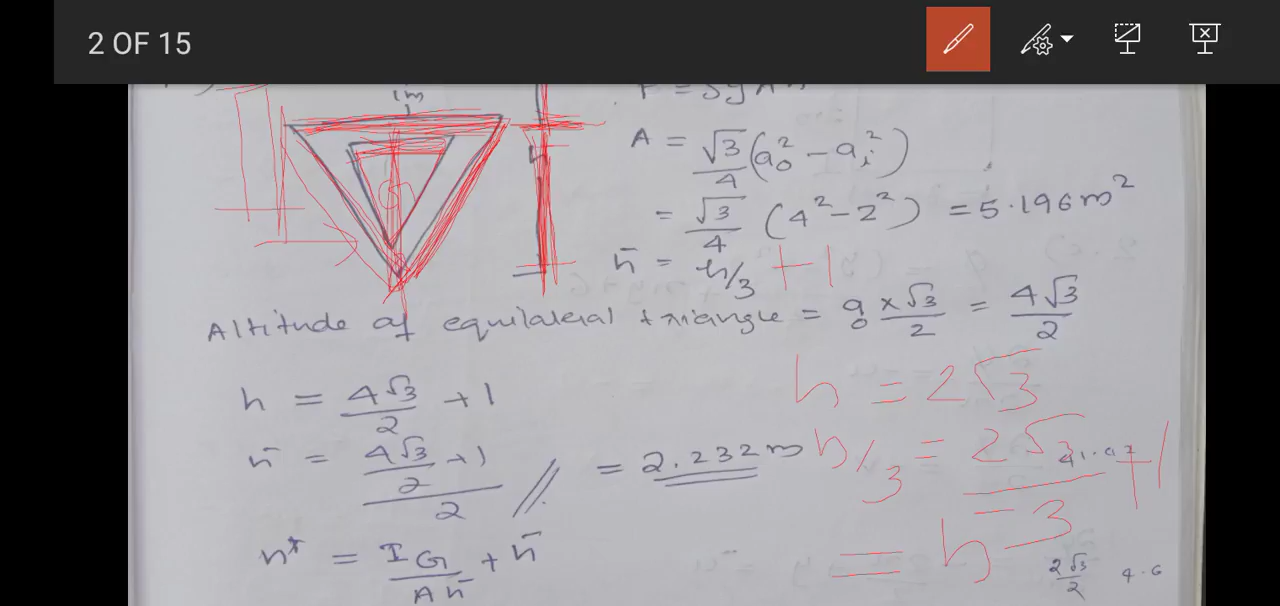 2 OF 15
1m
A = √3/4 (a₀² - aᵢ²)
= √3/4 (4² - 2²) = 5.196 m²
h̄ = h/3 + 1
Altitude of equilateral triangle = a₀ × √3/2 = 4√3/2
h = 4√3/2 + 1
h = 2√3
h̄ = (4√3/2 + 1)/2 // = 2.232 m
h/3 = 2√3/3 + 1
= h̄
h* = I_G/Ah̄ + h̄
2√3/2